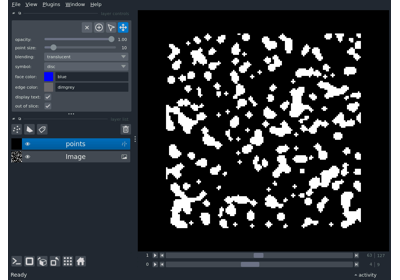 File View Plugins Window Help
opacity: 1.00
point size: 10
blending: translucent
symbol: disc
face color: blue
edge color: dimgrey
display text:
out of slice:
points
Image
1
0
Ready
activity